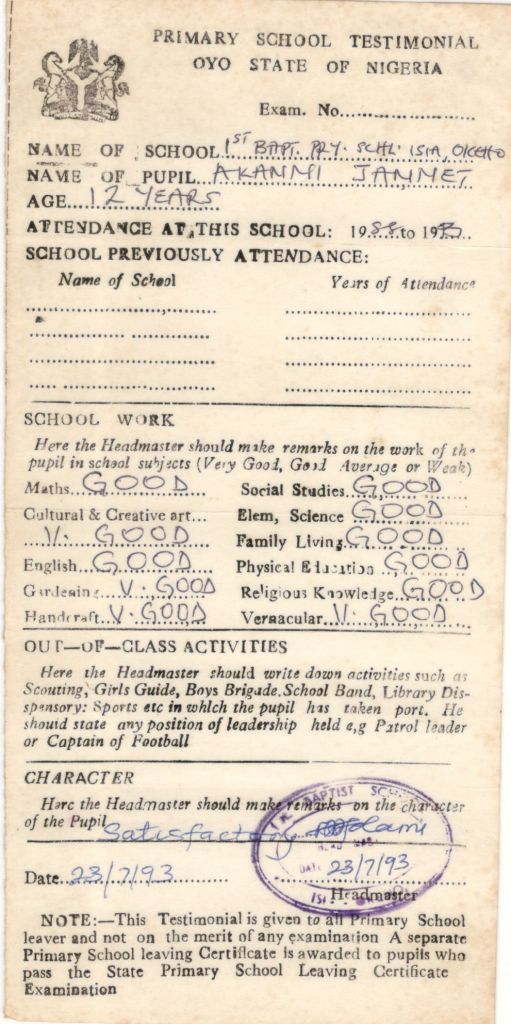 PRIMARY SCHOOL TESTIMONIAL
OYO STATE OF NIGERIA
Exam. No....................
NAME OF SCHOOL 1ST BAPT. PRY. SCHL. ISIA, OKEHO
NAME OF PUPIL AKANMI JAMMET
AGE 12 YEARS
ATTENDANCE AT THIS SCHOOL: 1988 to 1993
SCHOOL PREVIOUSLY ATTENDANCE:
Name of School Years of Attendance
SCHOOL WORK
Here the Headmaster should make remarks on the work of the
pupil in school subjects (Very Good, Good Average or Weak)
Maths GOOD Social Studies GOOD
Cultural & Creative art... Elem, Science GOOD
V. GOOD Family Living GOOD
English GOOD Physical Education GOOD
Gardening V. GOOD Religious Knowledge GOOD
Handcraft V. GOOD Vernacular V. GOOD
OUT—OF—CLASS ACTIVITIES
Here the Headmaster should write down activities such as
Scouting, Girls Guide, Boys Brigade. School Band, Library Dis-
spensory: Sports etc in which the pupil has taken port. He
should state any position of leadership held e,g Patrol leader
or Captain of Football
CHARACTER
Here the Headmaster should make remarks on the character
of the Pupil Satisfactory
BAPTIST
DATE 23/7/93
Date 23/7/93
Headmaster
NOTE:—This Testimonial is given to all Primary School
leaver and not on the merit of any examination A separate
Primary School leaving Certificate is awarded to pupils who
pass the State Primary School Leaving Certificate
Examination